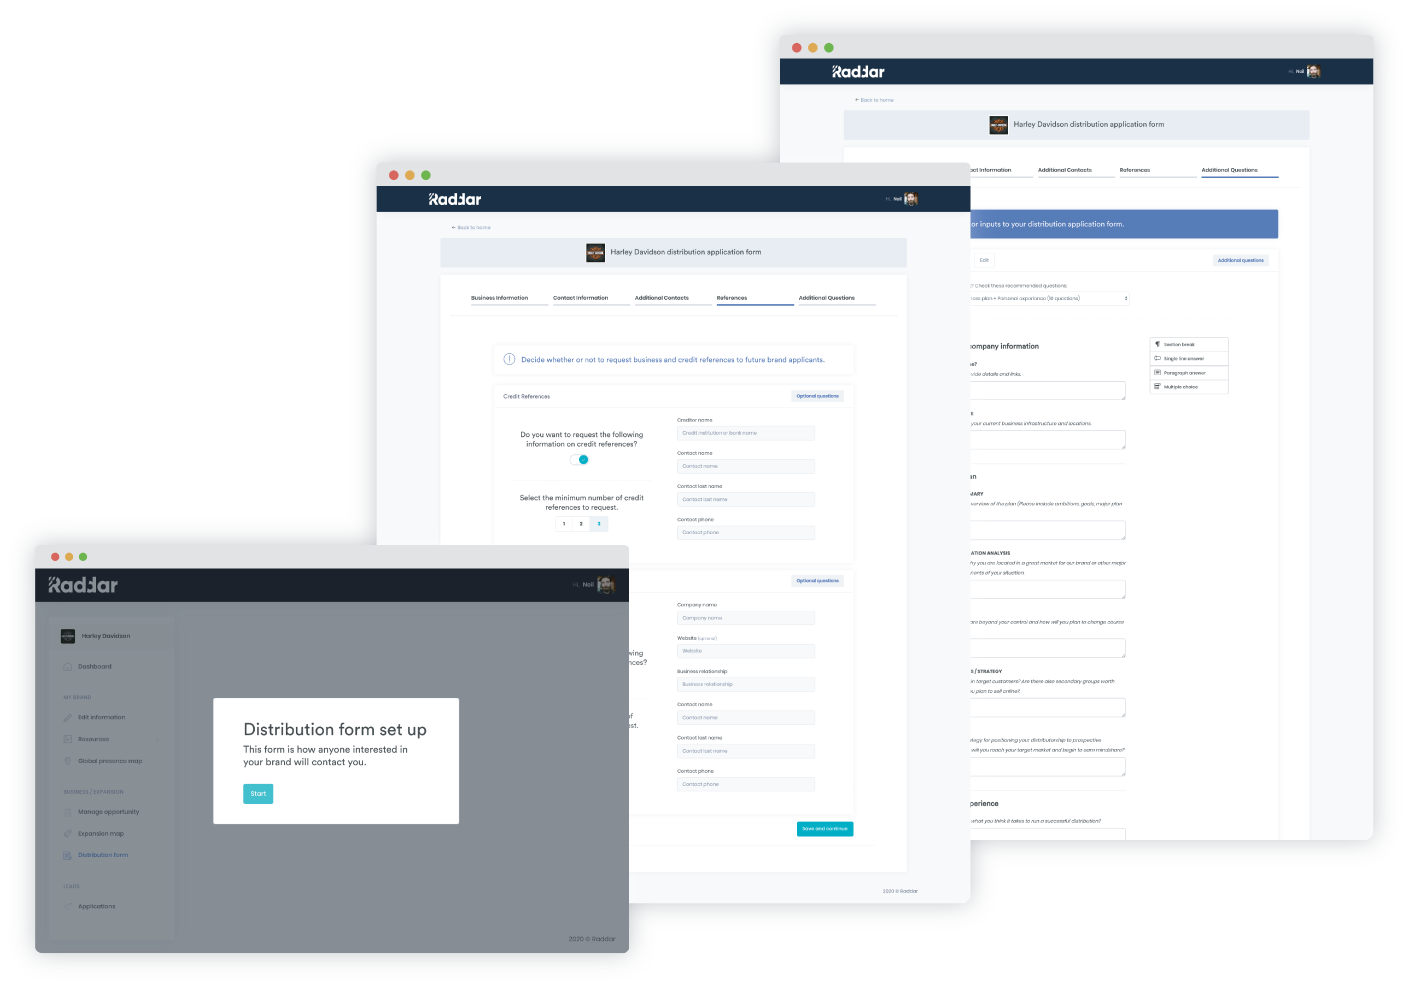 Raddar
Hi, Neil
← Back to home
Harley Davidson distribution application form
act Information
Additional Contacts
References
Additional Questions
or inputs to your distribution application form.
Edit
Additional questions
? Check these recommended questions.
ess plan + Personal experience (18 questions)
ompany information
Section break
Single line answer
Paragraph answer
Multiple choice
e?
vide details and links.
E
your current business infrastructure and locations.
an
MARY
verview of the plan (Please include ambitions, goals, major plan
ATION ANALYSIS
hy you are located in a great market for our brand or other major
nents of your situation
are beyond your control and how will you plan to change course
S / STRATEGY
in target customers? Are there also secondary groups worth
u plan to sell online?
tegy for positioning your distributorship to prospective
will you reach your target market and begin to earn mindshare?
perience
what you think it takes to run a successful distribution?
Raddar
Hi, Neil
← Back to home
Harley Davidson distribution application form
Business Information
Contact Information
Additional Contacts
References
Additional Questions
Decide whether or not to request business and credit references to future brand applicants.
Credit References
Optional questions
Do you want to request the following
information on credit references?
Select the minimum number of credit
references to request.
1 2 3
Creditor name
Credit institution or bank name
Contact name
Contact name
Contact last name
Contact last name
Contact phone
Contact phone
Optional questions
wing
nces?
of
est.
Company name
Company name
Website (optional)
Website
Business relationship
Business relationship
Contact name
Contact name
Contact last name
Contact last name
Contact phone
Contact phone
Save and continue
2020 © Raddar
Raddar
Hi, Neil
Harley Davidson
Dashboard
MY BRAND
Edit information
Resources
Global presence map
BUSINESS / EXPANSION
Manage opportunity
Expansion map
Distribution form
LEADS
Applications
Distribution form set up
This form is how anyone interested in
your brand will contact you.
Start
2020 © Raddar